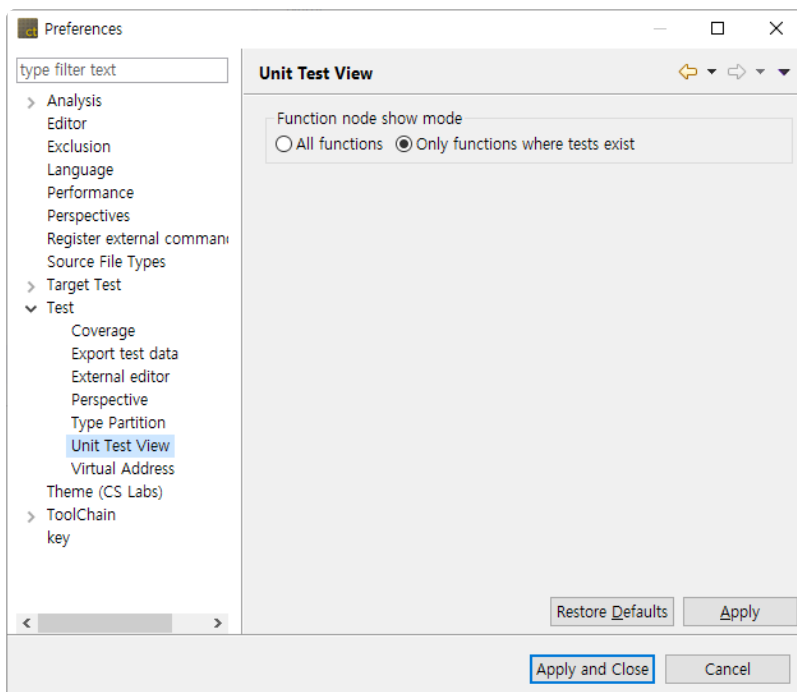 ct Preferences
type filter text
Unit Test View
Analysis
Editor
Exclusion
Language
Performance
Perspectives
Register external comman
Source File Types
Target Test
Test
Coverage
Export test data
External editor
Perspective
Type Partition
Unit Test View
Virtual Address
Theme (CS Labs)
ToolChain
key
Function node show mode
All functions Only functions where tests exist
Restore Defaults Apply
Apply and Close Cancel